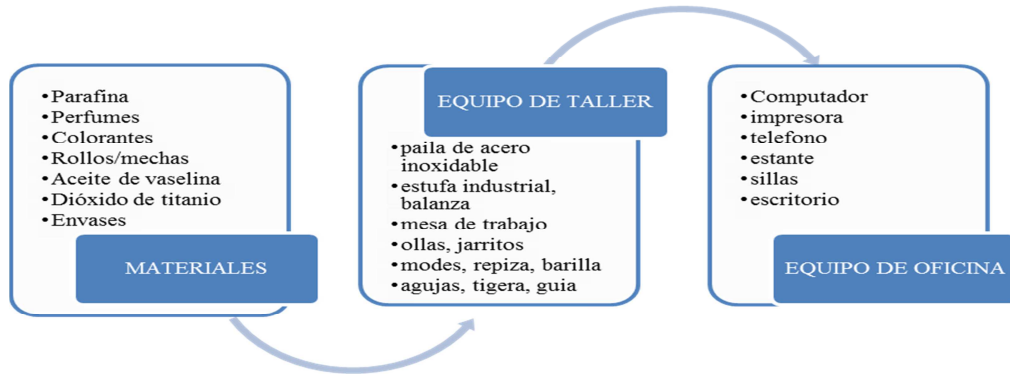 •Parafina
•Perfumes
•Colorantes
•Rollos/mechas
•Aceite de vaselina
•Dióxido de titanio
•Envases
MATERIALES
EQUIPO DE TALLER
•paila de acero
inoxidable
•estufa industrial,
balanza
•mesa de trabajo
•ollas, jarritos
•modes, repiza, barilla
•agujas, tigera, guia
•Computador
•impresora
•telefono
•estante
•sillas
•escritorio
EQUIPO DE OFICINA